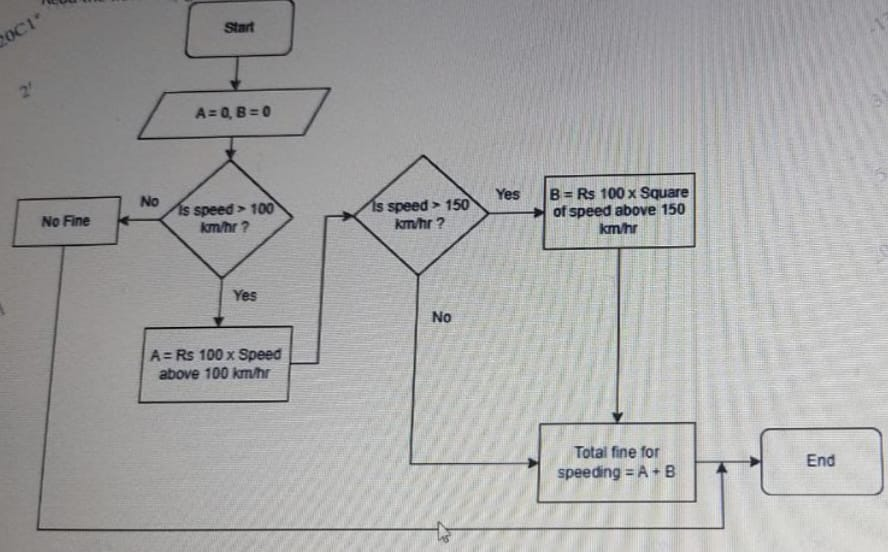 Start
A = 0, B = 0
Is speed > 100
km/hr ?
No
No Fine
Yes
A = Rs 100 x Speed
above 100 km/hr
Is speed > 150
km/hr ?
Yes
B = Rs 100 x Square
of speed above 150
km/hr
No
Total fine for
speeding = A + B
End